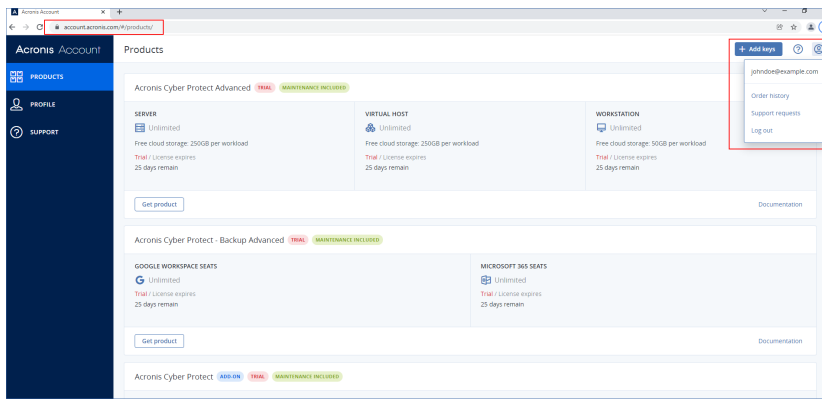 Acronis Account
account.acronis.com/#/products/
Acronis Account
Products
+ Add keys
johndoe@example.com
Order history
Support requests
Log out
PRODUCTS
PROFILE
SUPPORT
Acronis Cyber Protect Advanced TRIAL MAINTENANCE INCLUDED
SERVER
Unlimited
Free cloud storage: 250GB per workload
Trial / License expires
25 days remain
VIRTUAL HOST
Unlimited
Free cloud storage: 250GB per workload
Trial / License expires
25 days remain
WORKSTATION
Unlimited
Free cloud storage: 50GB per workload
Trial / License expires
25 days remain
Get product
Documentation
Acronis Cyber Protect - Backup Advanced TRIAL MAINTENANCE INCLUDED
GOOGLE WORKSPACE SEATS
Unlimited
Trial / License expires
25 days remain
MICROSOFT 365 SEATS
Unlimited
Trial / License expires
25 days remain
Get product
Documentation
Acronis Cyber Protect ADD-ON TRIAL MAINTENANCE INCLUDED